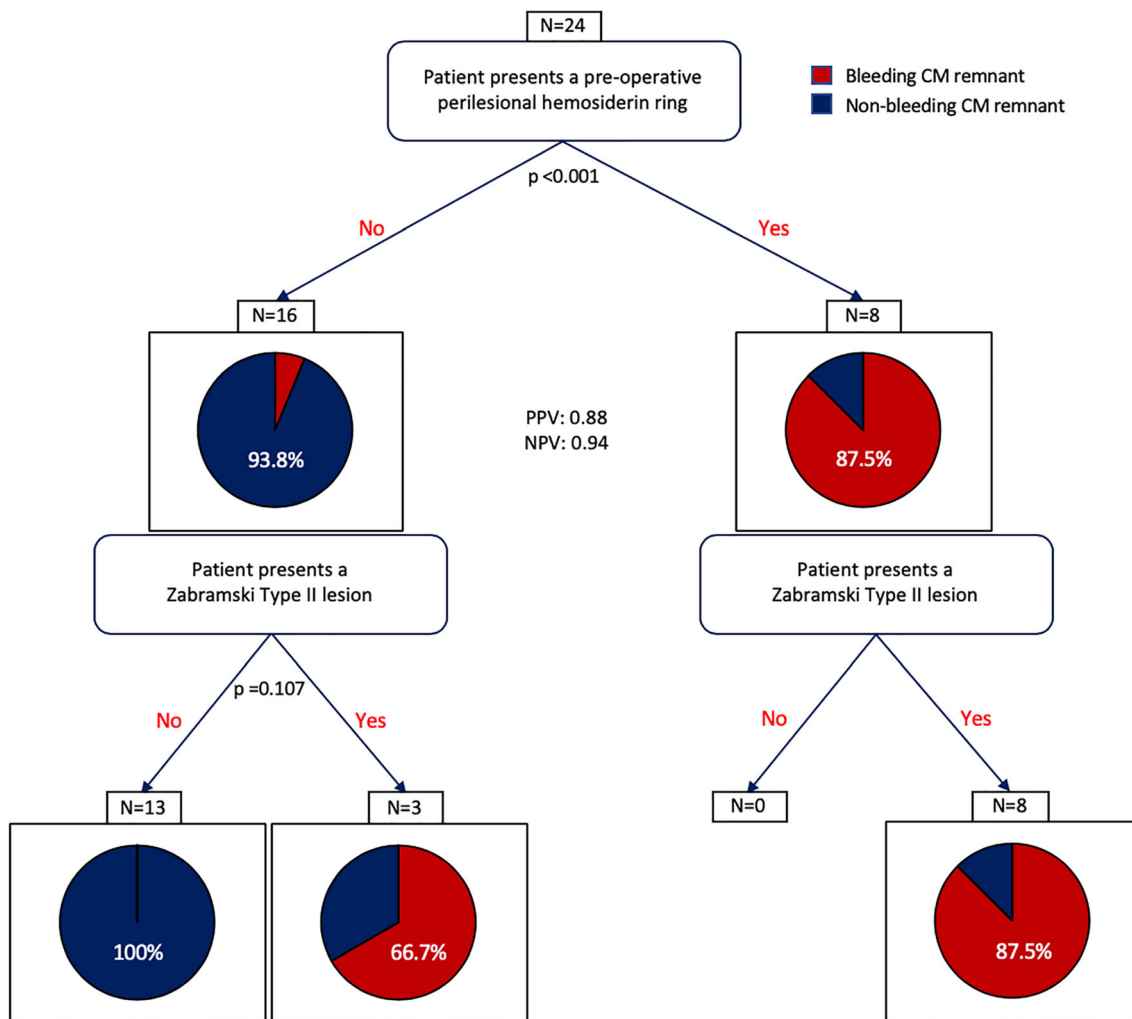 N=24
Patient presents a pre-operative
perilesional hemosiderin ring
Bleeding CM remnant
Non-bleeding CM remnant
p <0.001
No
Yes
N=16
N=8
93.8%
PPV: 0.88
NPV: 0.94
87.5%
Patient presents a
Zabramski Type II lesion
Patient presents a
Zabramski Type II lesion
p =0.107
No
Yes
No
Yes
N=13
N=3
N=0
N=8
100%
66.7%
87.5%